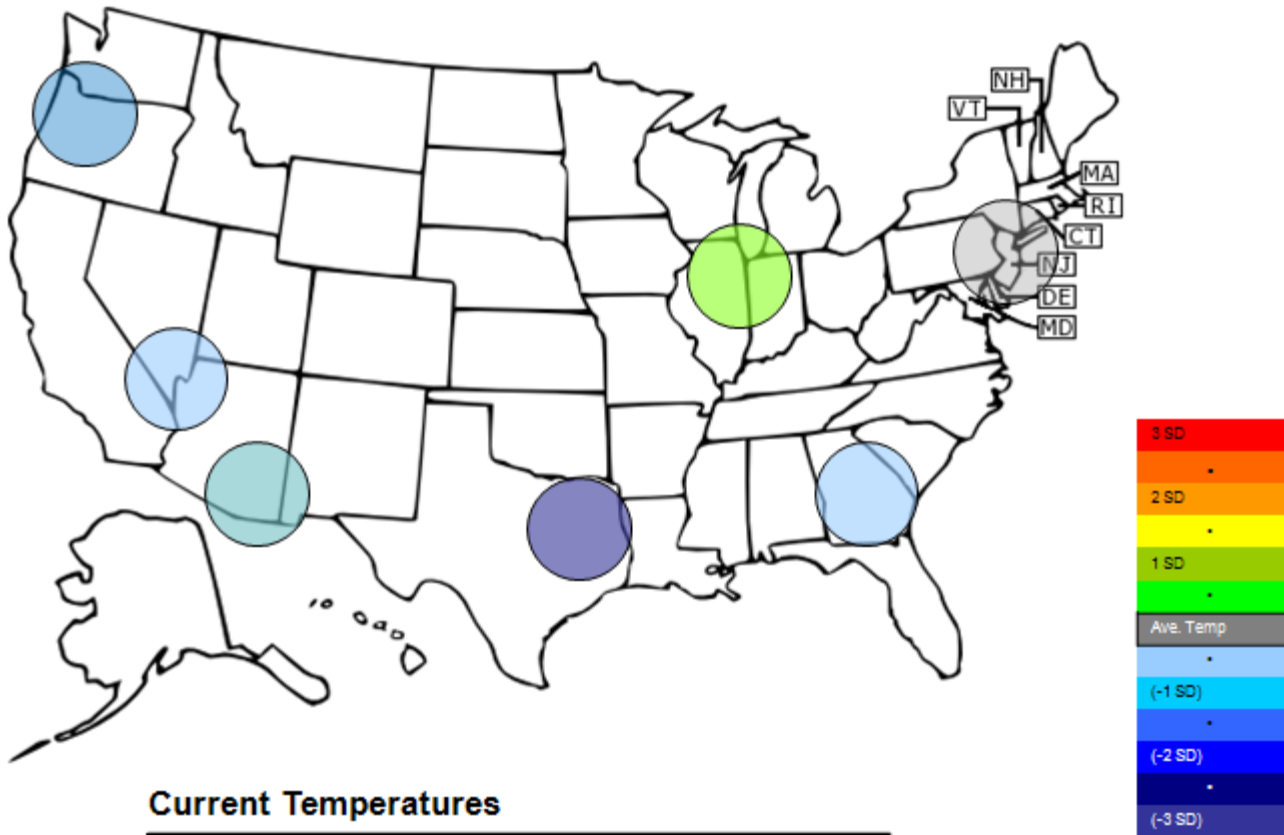 NH
VT
MA
RI
CT
NJ
DE
MD
3 SD
2 SD
1 SD
Ave. Temp
(-1 SD)
(-2 SD)
(-3 SD)
Current Temperatures